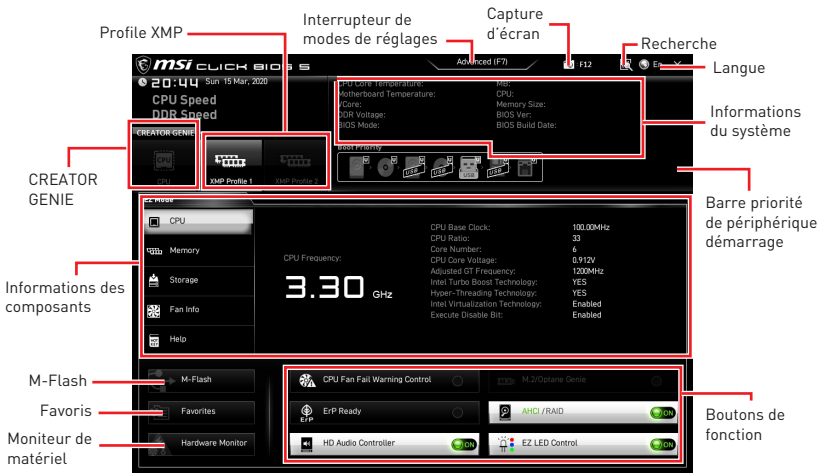 Profile XMP
Interrupteur de
modes de réglages
Capture
d'écran
Recherche
Langue
msi CLICK BIOS 5
Advanced (F7)
F12
En
X
20:44 Sun 15 Mar, 2020
CPU Speed
DDR Speed
CPU Core Temperature:
Motherboard Temperature:
VCore:
DDR Voltage:
BIOS Mode:
MB:
CPU:
Memory Size:
BIOS Ver:
BIOS Build Date:
Informations
du système
CREATOR GENIE
CPU
CPU
XMP Profile 1
XMP Profile 2
Boot Priority
U U U U U U U
USB USB USB USB
CREATOR
GENIE
Barre priorité
de périphérique
démarrage
EZ Mode
CPU
Memory
Storage
Fan Info
Help
CPU Frequency:
3.30 GHz
CPU Base Clock: 100.00MHz
CPU Ratio: 33
Core Number: 6
CPU Core Voltage: 0.912V
Adjusted GT Frequency: 1200MHz
Intel Turbo Boost Technology: YES
Hyper-Threading Technology: YES
Intel Virtualization Technology: Enabled
Execute Disable Bit: Enabled
Informations des
composants
M-Flash
Favoris
Moniteur de
matériel
M-Flash
Favorites
Hardware Monitor
CPU Fan Fail Warning Control
M.2/Optane Genie
ErP
ErP Ready
AHCI /RAID
ON
HD Audio Controller
ON
EZ LED Control
ON
Boutons de
fonction